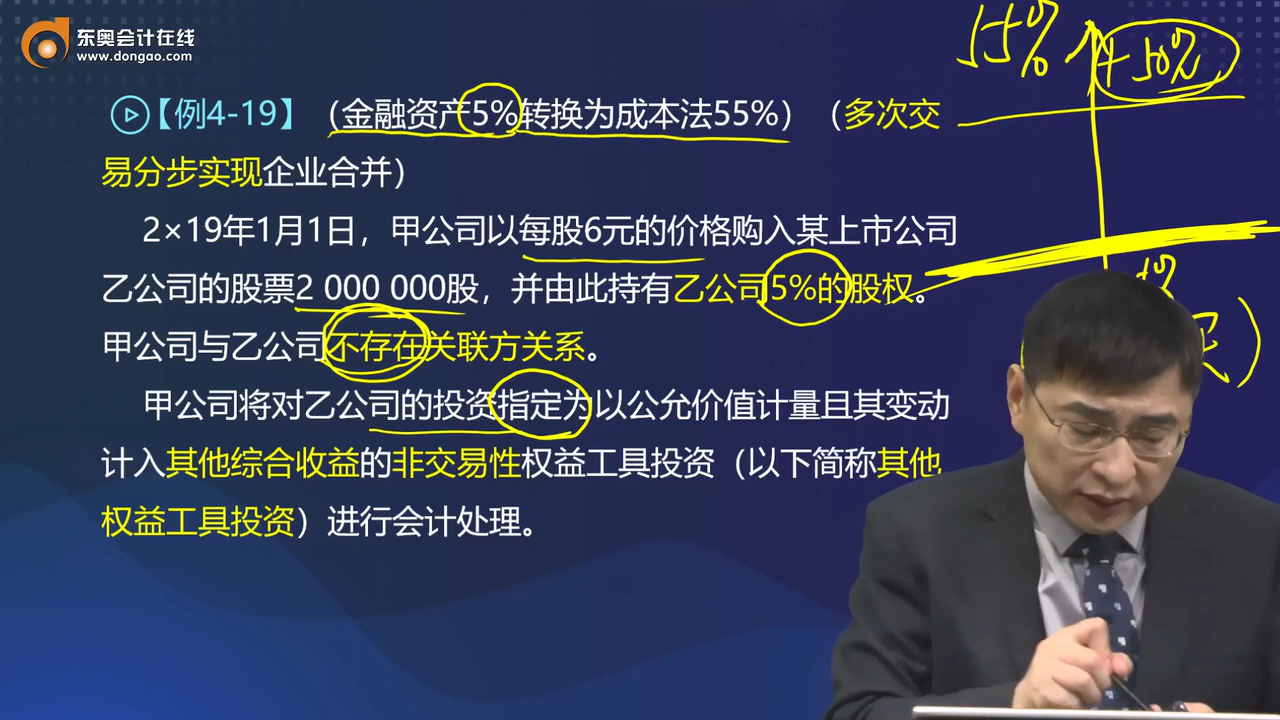 东奥会计在线
www.dongao.com
55% +50%
【例4-19】（金融资产5%转换为成本法55%）（多次交
易分步实现企业合并）
2×19年1月1日，甲公司以每股6元的价格购入某上市公司
乙公司的股票2 000 000股，并由此持有乙公司5%的股权。
甲公司与乙公司不存在关联方关系。
甲公司将对乙公司的投资指定为以公允价值计量且其变动
计入其他综合收益的非交易性权益工具投资（以下简称其他
权益工具投资）进行会计处理。